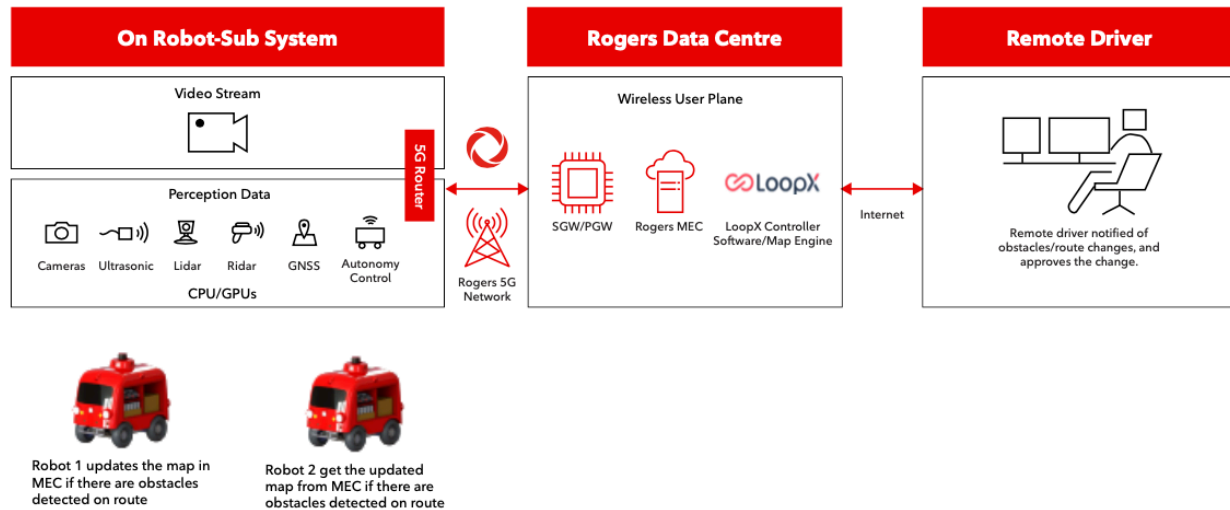 On Robot-Sub System
Rogers Data Centre
Remote Driver
Video Stream
5G Router
Perception Data
Cameras
Ultrasonic
Lidar
Ridar
GNSS
Autonomy
Control
CPU/GPUs
Rogers 5G
Network
Wireless User Plane
SGW/PGW
Rogers MEC
LoopX
LoopX Controller
Software/Map Engine
Internet
Remote driver notified of
obstacles/route changes, and
approves the change.
Robot 1 updates the map in
MEC if there are obstacles
detected on route
Robot 2 get the updated
map from MEC if there are
obstacles detected on route